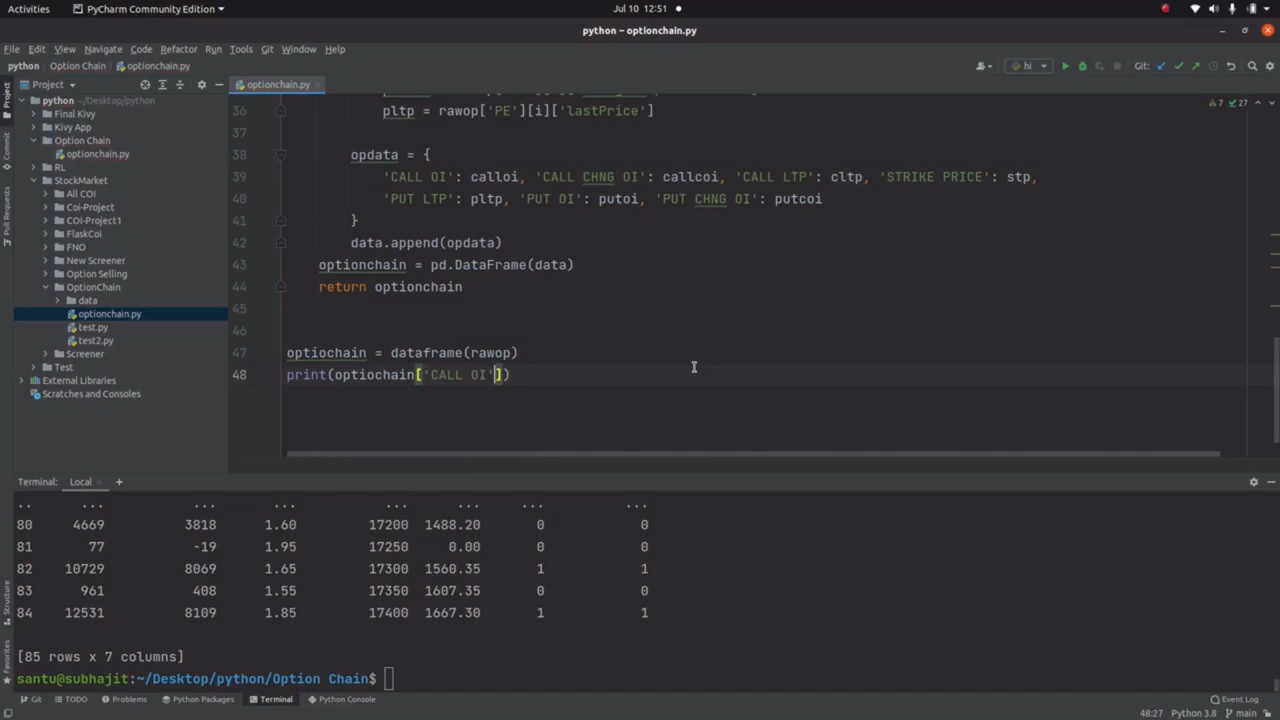 Activities PyCharm Community Edition Jul 10 12:51
python – optionchain.py
File Edit View Navigate Code Refactor Run Tools Git Window Help
python Option Chain optionchain.py hi Git:
Project optionchain.py
python ~/Desktop/python
Final Kivy
Kivy App
Option Chain
optionchain.py
RL
StockMarket
All COI
Coi-Project
COI-Project1
FlaskCoi
FNO
New Screener
Option Selling
OptionChain
data
optionchain.py
test.py
test2.py
Screener
Test
External Libraries
Scratches and Consoles
Project
Commit
Pull Requests
Structure
Favorites
7 27
36 pltp = rawop['PE'][i]['lastPrice']
37
38 opdata = {
39 'CALL OI': calloi, 'CALL CHNG OI': callcoi, 'CALL LTP': cltp, 'STRIKE PRICE': stp,
40 'PUT LTP': pltp, 'PUT OI': putoi, 'PUT CHNG OI': putcoi
41 }
42 data.append(opdata)
43 optionchain = pd.DataFrame(data)
44 return optionchain
45
46
47 optiochain = dataframe(rawop)
48 print(optiochain['CALL OI'])
Terminal: Local +
.. ... ... ... ... ... ... ...
80 4669 3818 1.60 17200 1488.20 0 0
81 77 -19 1.95 17250 0.00 0 0
82 10729 8069 1.65 17300 1560.35 1 1
83 961 408 1.55 17350 1607.35 0 0
84 12531 8109 1.85 17400 1667.30 1 1
[85 rows x 7 columns]
santu@subhajit:~/Desktop/python/Option Chain$
Git TODO Problems Python Packages Terminal Python Console Event Log
48:27 Python 3.8 main